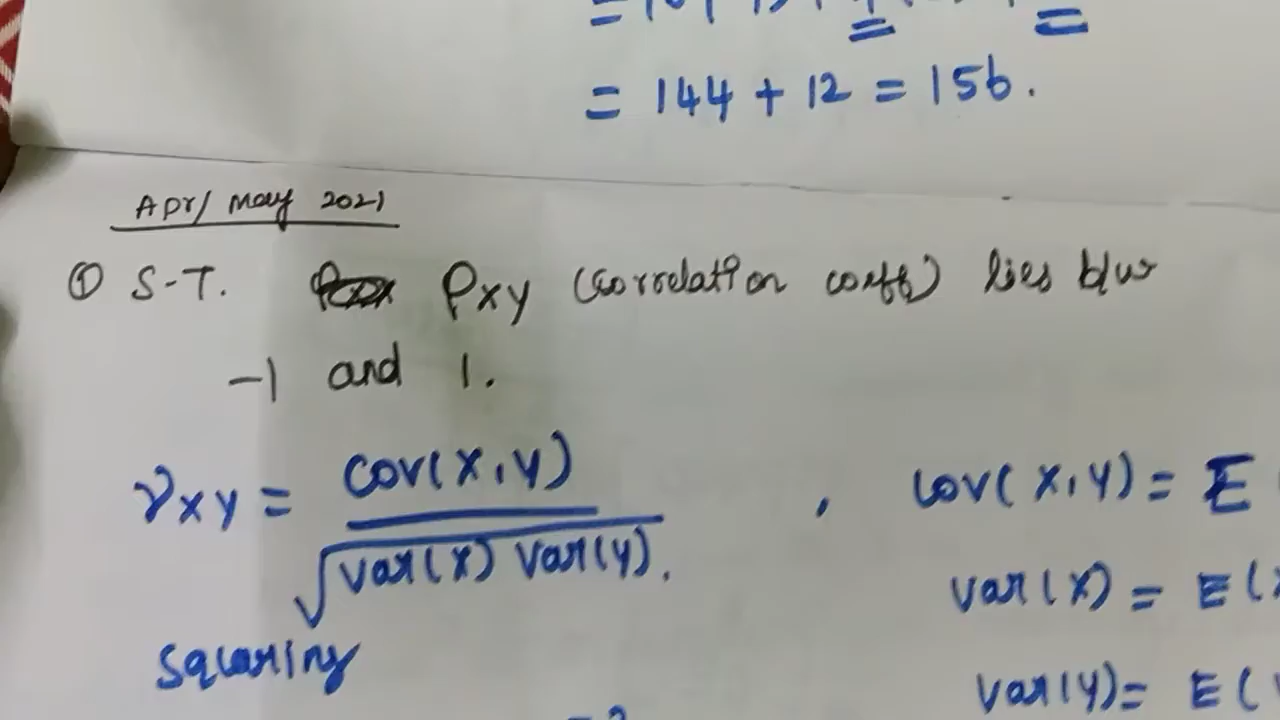 = 144 + 12 = 156.
Apr/ May 2021
① S.T. ρxy (correlation coeff) lies b/w
-1 and 1.
γxy = cov(x,y) / √var(x) var(y). , cov(x,y) = E
var(x) = E(
squaring
var(y) = E(